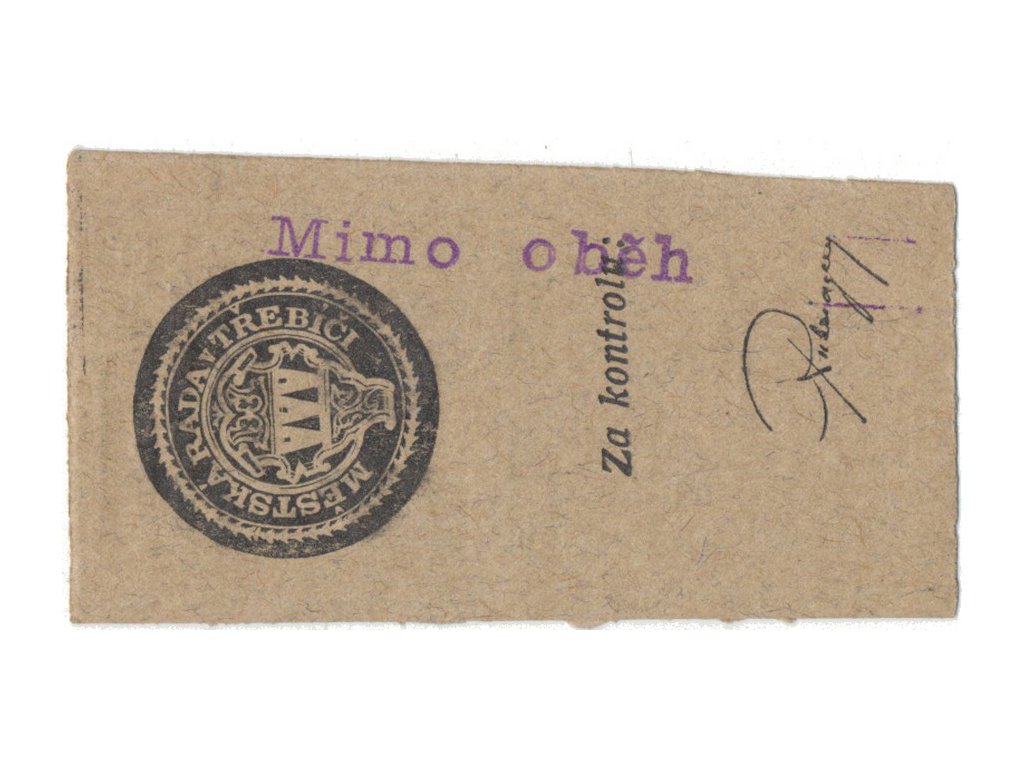 Mimo oběh
MĚSTSKÁ RADA V TŘEBÍČI
Za kontrolu: